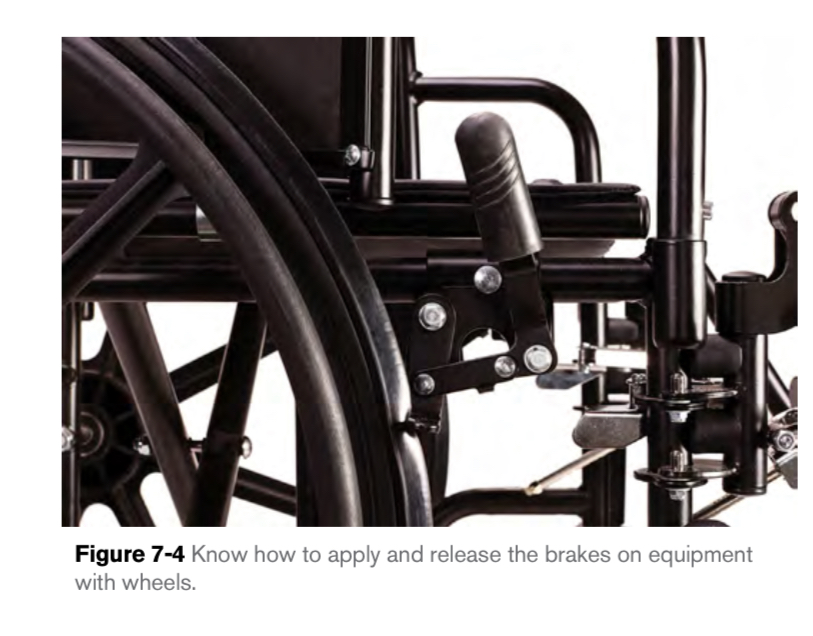 Figure 7-4 Know how to apply and release the brakes on equipment
with wheels.